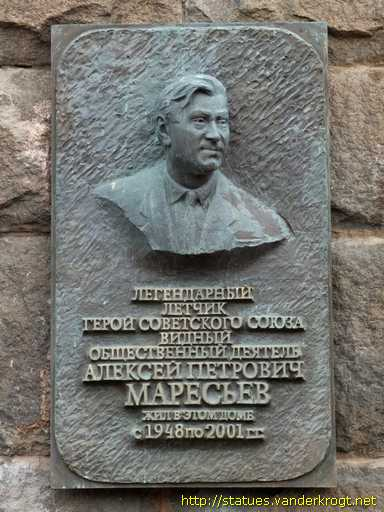 ЛЕГЕНДАРНЫЙ
ЛЕТЧИК
ГЕРОЙ СОВЕТСКОГО СОЮЗА
ВИДНЫЙ
ОБЩЕСТВЕННЫЙ ДЕЯТЕЛЬ
АЛЕКСЕЙ ПЕТРОВИЧ
МАРЕСЬЕВ
ЖИЛ В ЭТОМ ДОМЕ
с 1948 по 2001 г.г.
http://statues.vanderkrogt.net